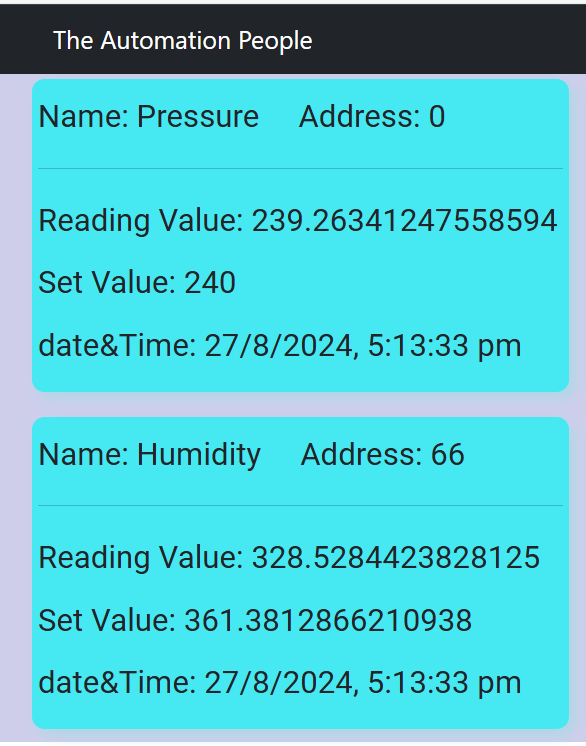 The Automation People
Name: Pressure Address: 0
Reading Value: 239.26341247558594
Set Value: 240
date&Time: 27/8/2024, 5:13:33 pm
Name: Humidity Address: 66
Reading Value: 328.5284423828125
Set Value: 361.3812866210938
date&Time: 27/8/2024, 5:13:33 pm